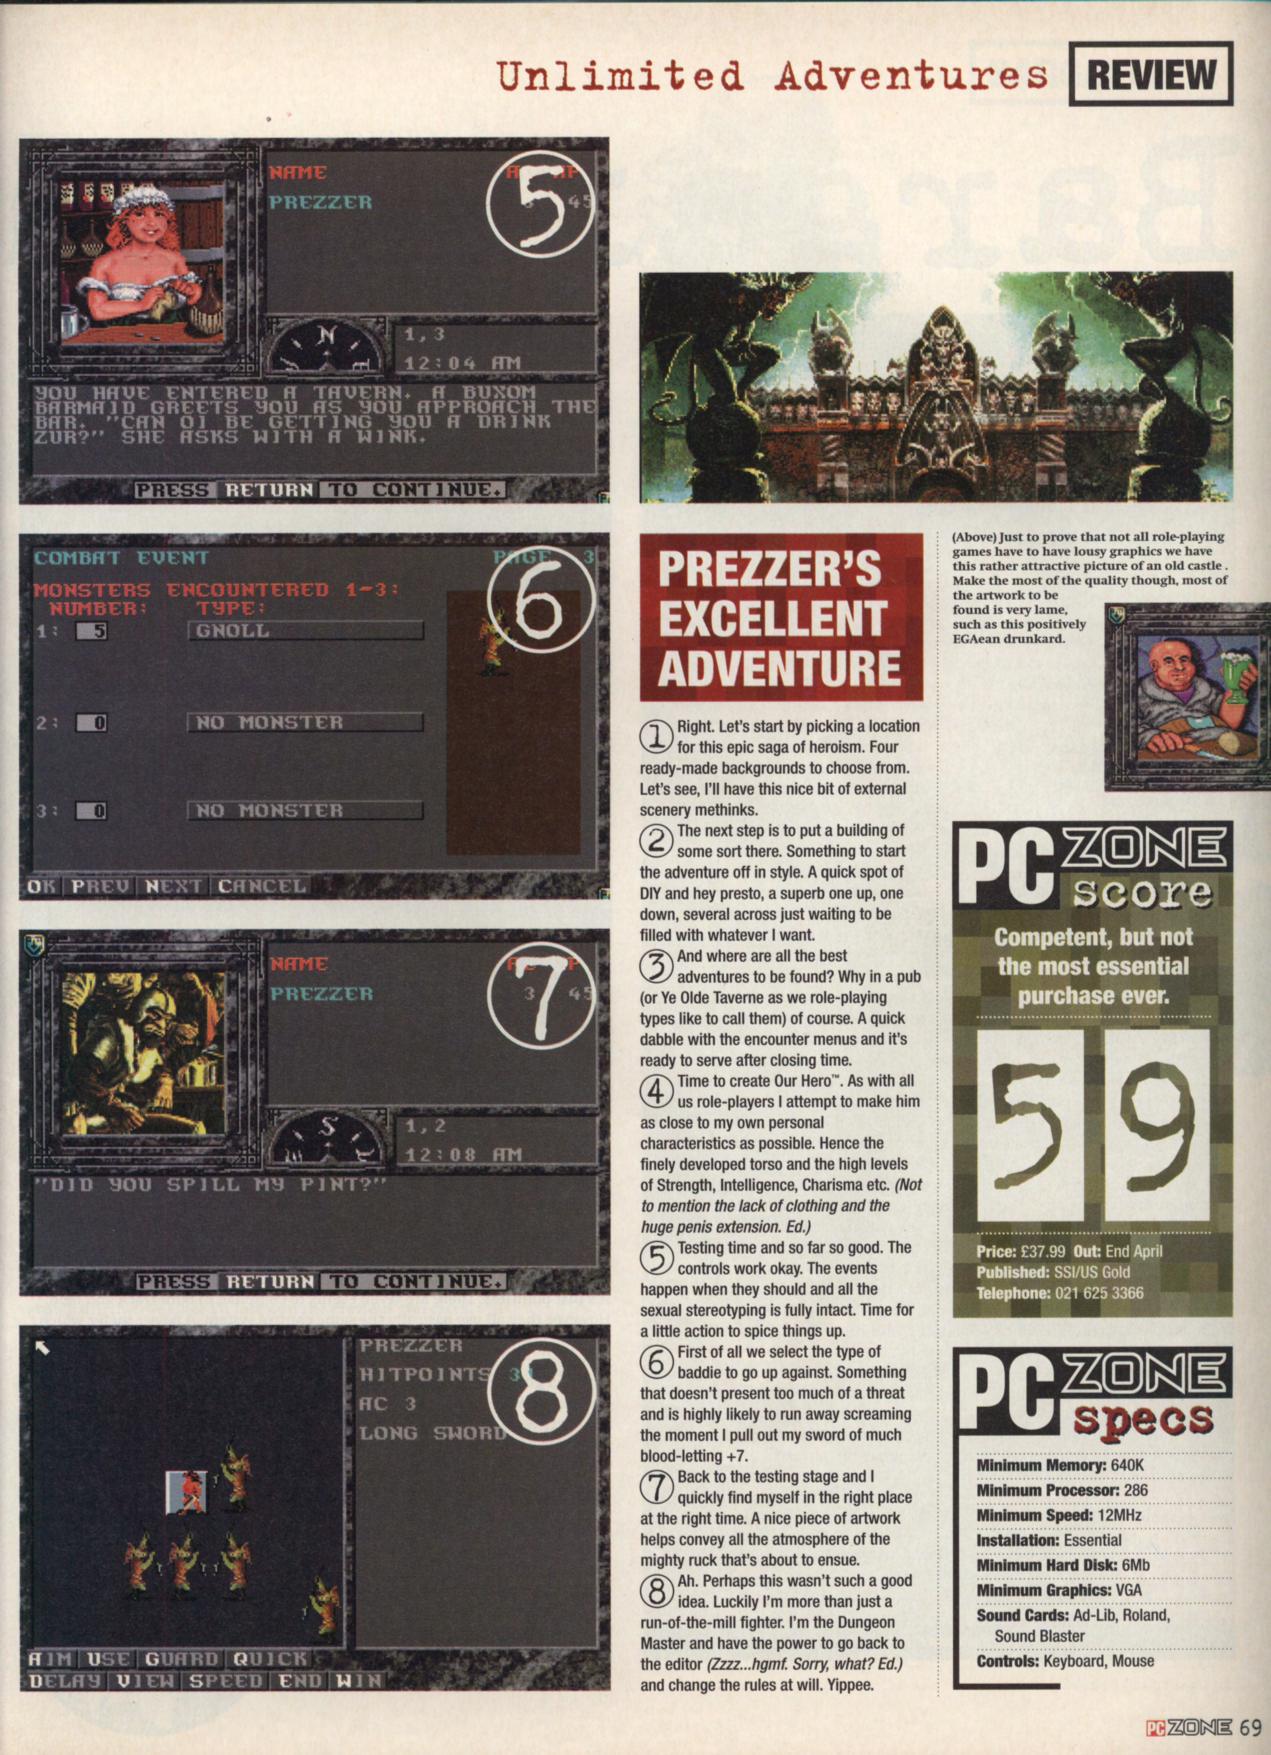 Unlimited Adventures REVIEW
NAME
PREZZER 45
5
1,3
12:04 AM
YOU HAVE ENTERED A TAVERN. A BUXOM
BARMAID GREETS YOU AS YOU APPROACH THE
BAR. "CAN OI BE GETTING YOU A DRINK
ZUR?" SHE ASKS WITH A WINK.
PRESS RETURN TO CONTINUE.
COMBAT EVENT PAGE 3
6
MONSTERS ENCOUNTERED 1-3:
NUMBER: TYPE:
1: 5 GNOLL
2: 0 NO MONSTER
3: 0 NO MONSTER
OK PREV NEXT CANCEL
NAME
PREZZER 3 45
7
1,2
12:08 AM
"DID YOU SPILL MY PINT?"
PRESS RETURN TO CONTINUE.
PREZZER
HITPOINTS
8
AC 3
LONG SWORD
AIM USE GUARD QUICK
DELAY VIEW SPEED END WIN
PREZZER'S
EXCELLENT
ADVENTURE
1 Right. Let's start by picking a location
for this epic saga of heroism. Four
ready-made backgrounds to choose from.
Let's see, I'll have this nice bit of external
scenery methinks.
2 The next step is to put a building of
some sort there. Something to start
the adventure off in style. A quick spot of
DIY and hey presto, a superb one up, one
down, several across just waiting to be
filled with whatever I want.
3 And where are all the best
adventures to be found? Why in a pub
(or Ye Olde Taverne as we role-playing
types like to call them) of course. A quick
dabble with the encounter menus and it's
ready to serve after closing time.
4 Time to create Our Hero™. As with all
us role-players I attempt to make him
as close to my own personal
characteristics as possible. Hence the
finely developed torso and the high levels
of Strength, Intelligence, Charisma etc. (Not
to mention the lack of clothing and the
huge penis extension. Ed.)
5 Testing time and so far so good. The
controls work okay. The events
happen when they should and all the
sexual stereotyping is fully intact. Time for
a little action to spice things up.
6 First of all we select the type of
baddie to go up against. Something
that doesn't present too much of a threat
and is highly likely to run away screaming
the moment I pull out my sword of much
blood-letting +7.
7 Back to the testing stage and I
quickly find myself in the right place
at the right time. A nice piece of artwork
helps convey all the atmosphere of the
mighty ruck that's about to ensue.
8 Ah. Perhaps this wasn't such a good
idea. Luckily I'm more than just a
run-of-the-mill fighter. I'm the Dungeon
Master and have the power to go back to
the editor (Zzzz...hgmf. Sorry, what? Ed.)
and change the rules at will. Yippee.
(Above) Just to prove that not all role-playing
games have to have lousy graphics we have
this rather attractive picture of an old castle .
Make the most of the quality though, most of
the artwork to be
found is very lame,
such as this positively
EGAean drunkard.
PC ZONE
score
Competent, but not
the most essential
purchase ever.
59
Price: £37.99 Out: End April
Published: SSI/US Gold
Telephone: 021 625 3366
PC ZONE
specs
Minimum Memory: 640K
Minimum Processor: 286
Minimum Speed: 12MHz
Installation: Essential
Minimum Hard Disk: 6Mb
Minimum Graphics: VGA
Sound Cards: Ad-Lib, Roland,
Sound Blaster
Controls: Keyboard, Mouse
PC ZONE 69